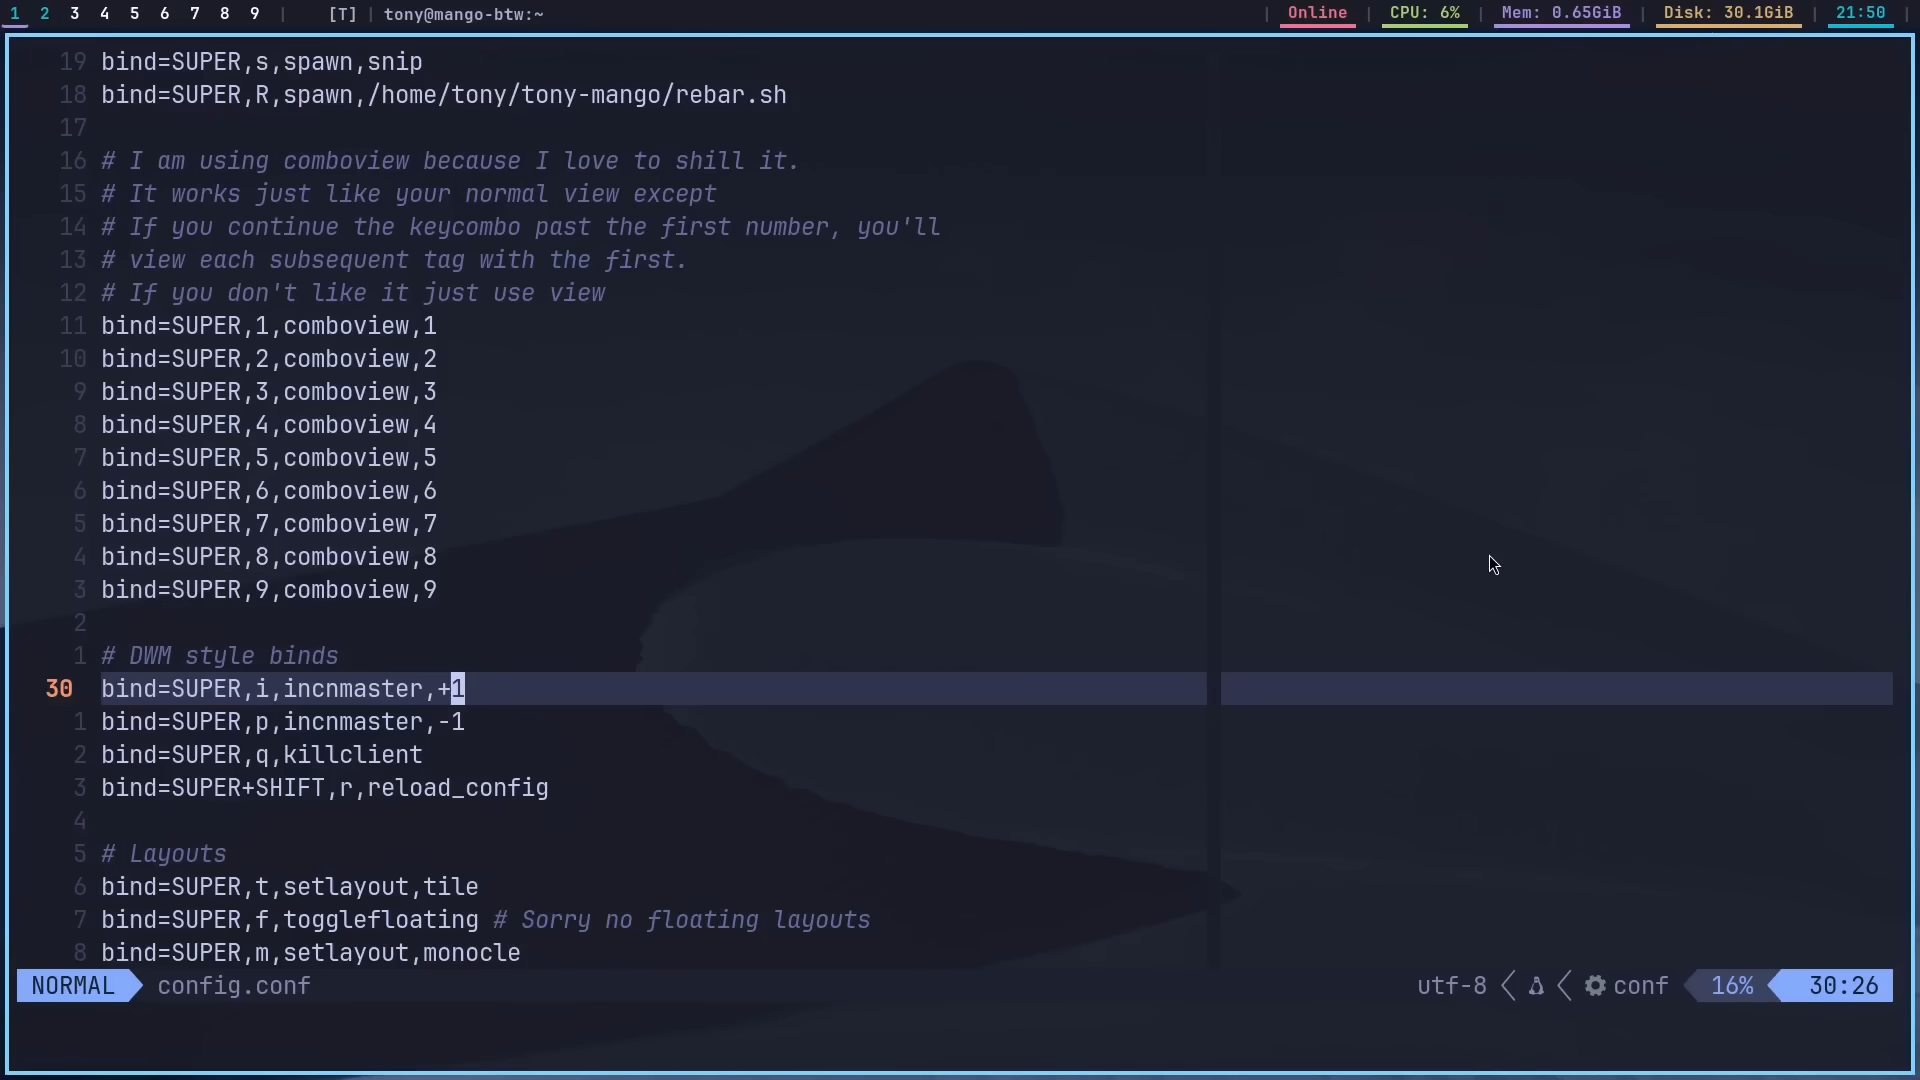 1 2 3 4 5 6 7 8 9 | [T] | tony@mango-btw:~ | Online | CPU: 6% | Mem: 0.65GiB | Disk: 30.1GiB | 21:50 |
19 bind=SUPER,s,spawn,snip
18 bind=SUPER,R,spawn,/home/tony/tony-mango/rebar.sh
17
16 # I am using comboview because I love to shill it.
15 # It works just like your normal view except
14 # If you continue the keycombo past the first number, you'll
13 # view each subsequent tag with the first.
12 # If you don't like it just use view
11 bind=SUPER,1,comboview,1
10 bind=SUPER,2,comboview,2
9 bind=SUPER,3,comboview,3
8 bind=SUPER,4,comboview,4
7 bind=SUPER,5,comboview,5
6 bind=SUPER,6,comboview,6
5 bind=SUPER,7,comboview,7
4 bind=SUPER,8,comboview,8
3 bind=SUPER,9,comboview,9
2
1 # DWM style binds
30 bind=SUPER,i,incnmaster,+1
1 bind=SUPER,p,incnmaster,-1
2 bind=SUPER,q,killclient
3 bind=SUPER+SHIFT,r,reload_config
4
5 # Layouts
6 bind=SUPER,t,setlayout,tile
7 bind=SUPER,f,togglefloating # Sorry no floating layouts
8 bind=SUPER,m,setlayout,monocle
NORMAL config.conf utf-8 conf 16% 30:26